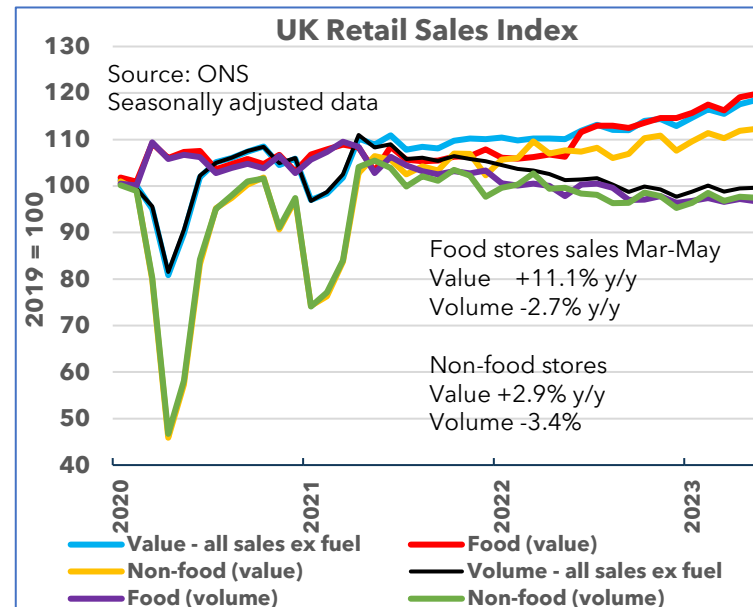 UK Retail Sales Index
Source: ONS
Seasonally adjusted data
2019 = 100
130
120
110
100
90
80
70
60
50
40
Food stores sales Mar-May
Value +11.1% y/y
Volume -2.7% y/y
Non-food stores
Value +2.9% y/y
Volume -3.4%
2020
2021
2022
2023
Value - all sales ex fuel
Food (value)
Non-food (value)
Volume - all sales ex fuel
Food (volume)
Non-food (volume)